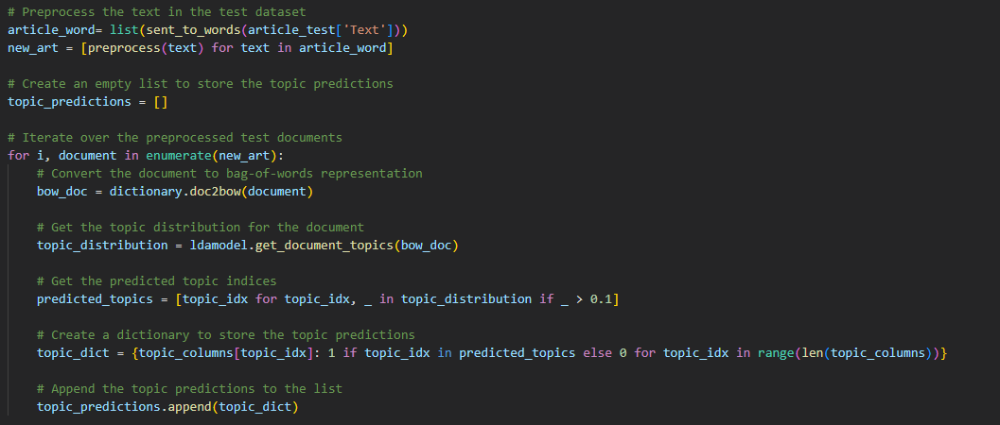 # Preprocess the text in the test dataset
article_word= list(sent_to_words(article_test['Text']))
new_art = [preprocess(text) for text in article_word]

# Create an empty list to store the topic predictions
topic_predictions = []

# Iterate over the preprocessed test documents
for i, document in enumerate(new_art):
    # Convert the document to bag-of-words representation
    bow_doc = dictionary.doc2bow(document)

    # Get the topic distribution for the document
    topic_distribution = ldamodel.get_document_topics(bow_doc)

    # Get the predicted topic indices
    predicted_topics = [topic_idx for topic_idx, _ in topic_distribution if _ > 0.1]

    # Create a dictionary to store the topic predictions
    topic_dict = {topic_columns[topic_idx]: 1 if topic_idx in predicted_topics else 0 for topic_idx in range(len(topic_columns))}

    # Append the topic predictions to the list
    topic_predictions.append(topic_dict)